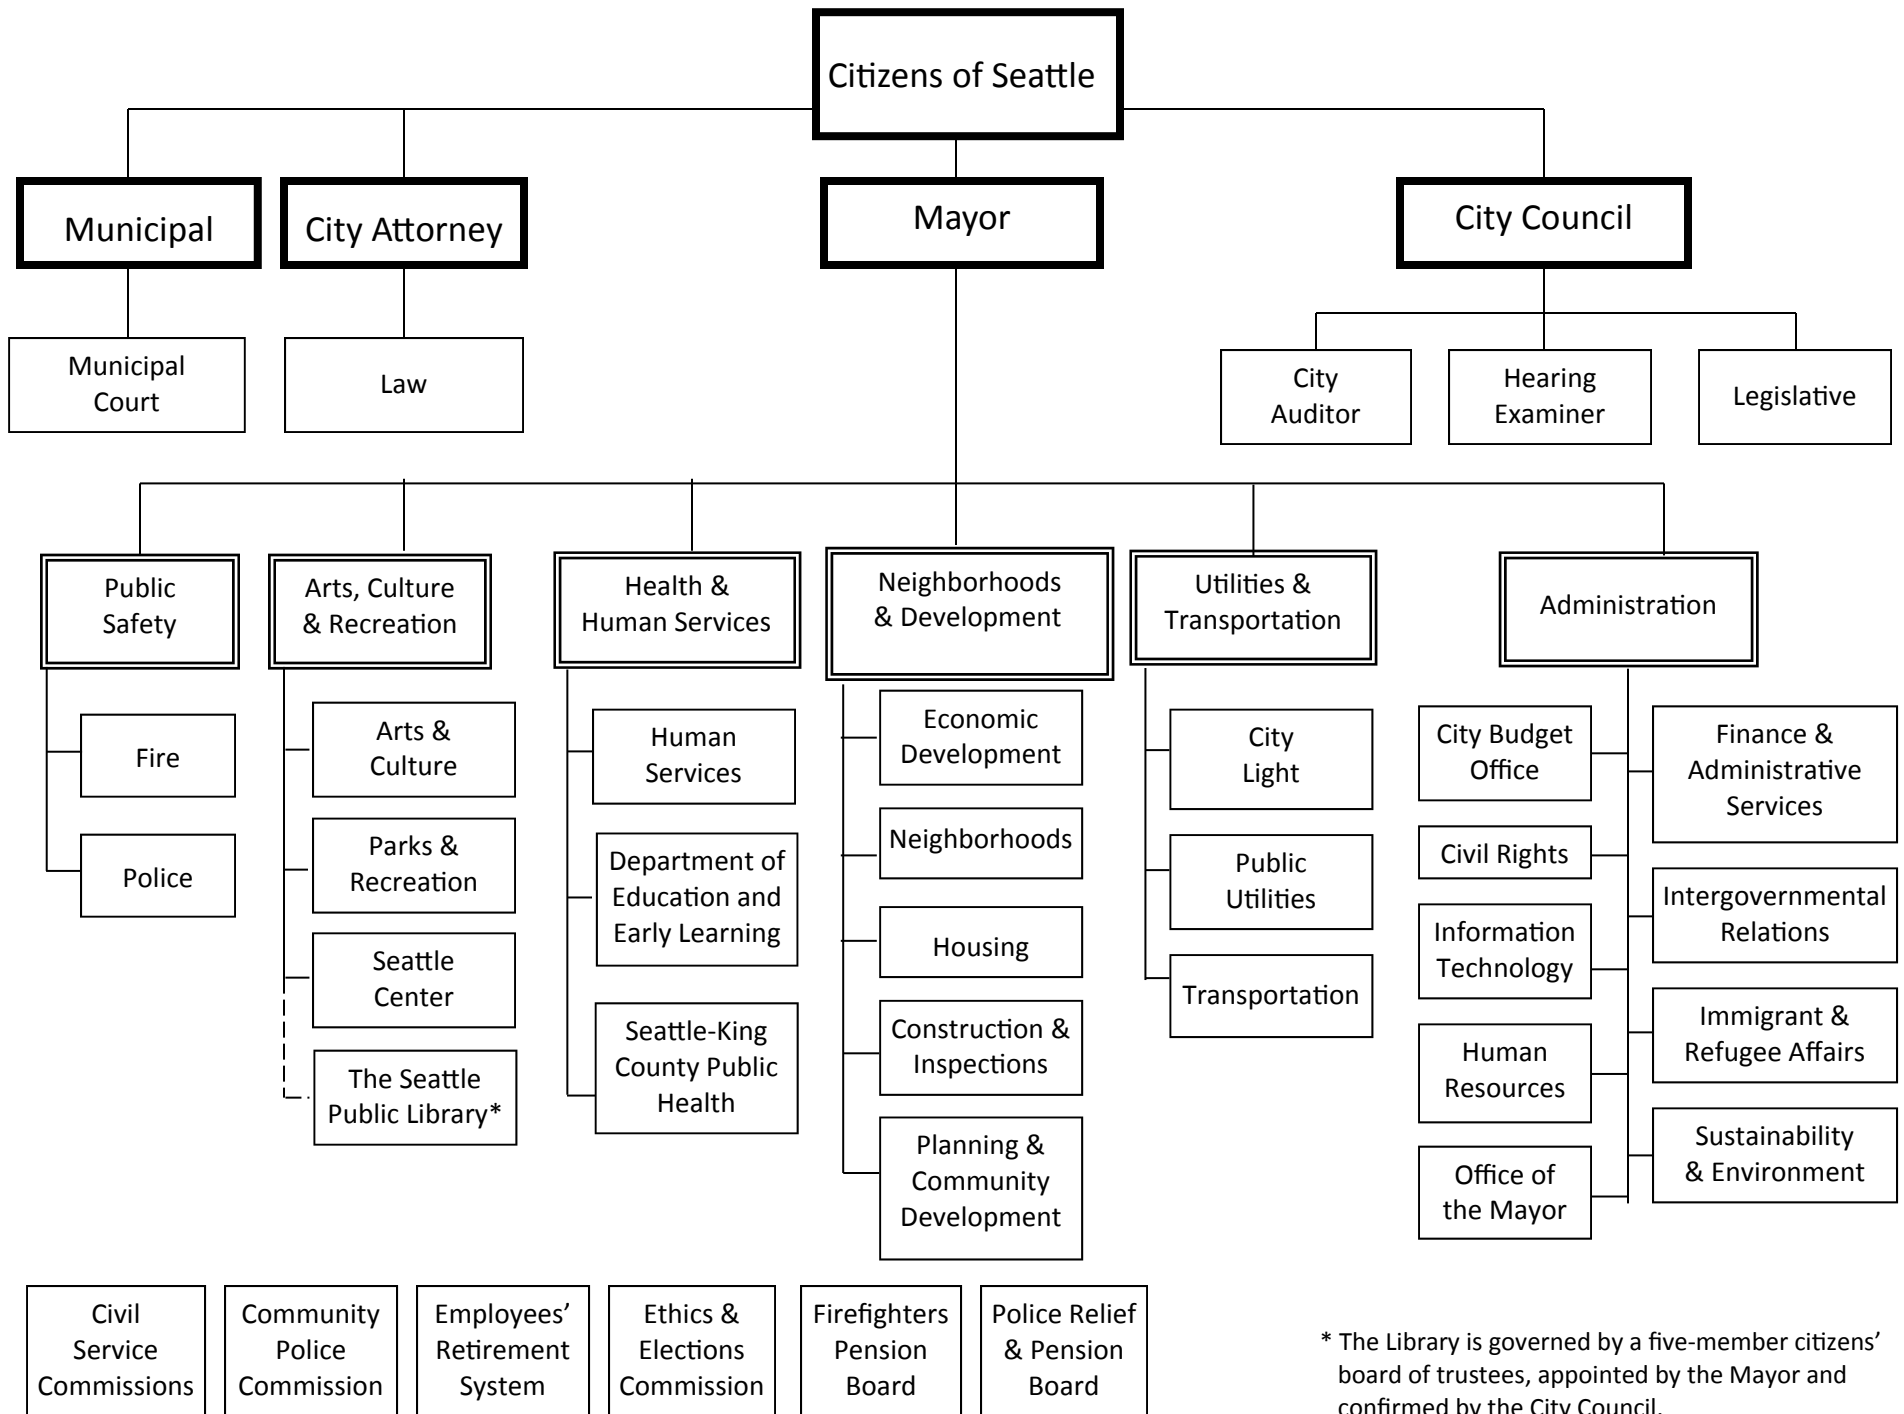 Citizens of Seattle
Municipal
City Attorney
Mayor
City Council
Municipal
Court
Law
City
Auditor
Hearing
Examiner
Legislative
Public
Safety
Arts, Culture
& Recreation
Health &
Human Services
Neighborhoods
& Development
Utilities &
Transportation
Administration
Fire
Police
Arts &
Culture
Parks &
Recreation
Seattle
Center
The Seattle
Public Library*
Human
Services
Department of
Education and
Early Learning
Seattle-King
County Public
Health
Economic
Development
Neighborhoods
Housing
Construction &
Inspections
Planning &
Community
Development
City
Light
Public
Utilities
Transportation
City Budget
Office
Civil Rights
Information
Technology
Human
Resources
Office of
the Mayor
Finance &
Administrative
Services
Intergovernmental
Relations
Immigrant &
Refugee Affairs
Sustainability
& Environment
Civil
Service
Commissions
Community
Police
Commission
Employees’
Retirement
System
Ethics &
Elections
Commission
Firefighters
Pension
Board
Police Relief
& Pension
Board
* The Library is governed by a five-member citizens’
board of trustees, appointed by the Mayor and
confirmed by the City Council.